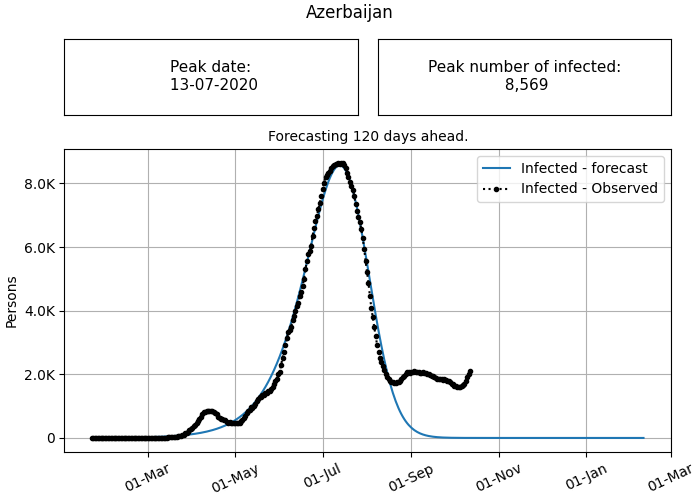 Azerbaijan
Peak date:
13-07-2020
Peak number of infected:
8,569
Forecasting 120 days ahead.
Infected - forecast
Infected - Observed
8.0K
6.0K
4.0K
2.0K
0
Persons
01-Mar
01-May
01-Jul
01-Sep
01-Nov
01-Jan
01-Mar